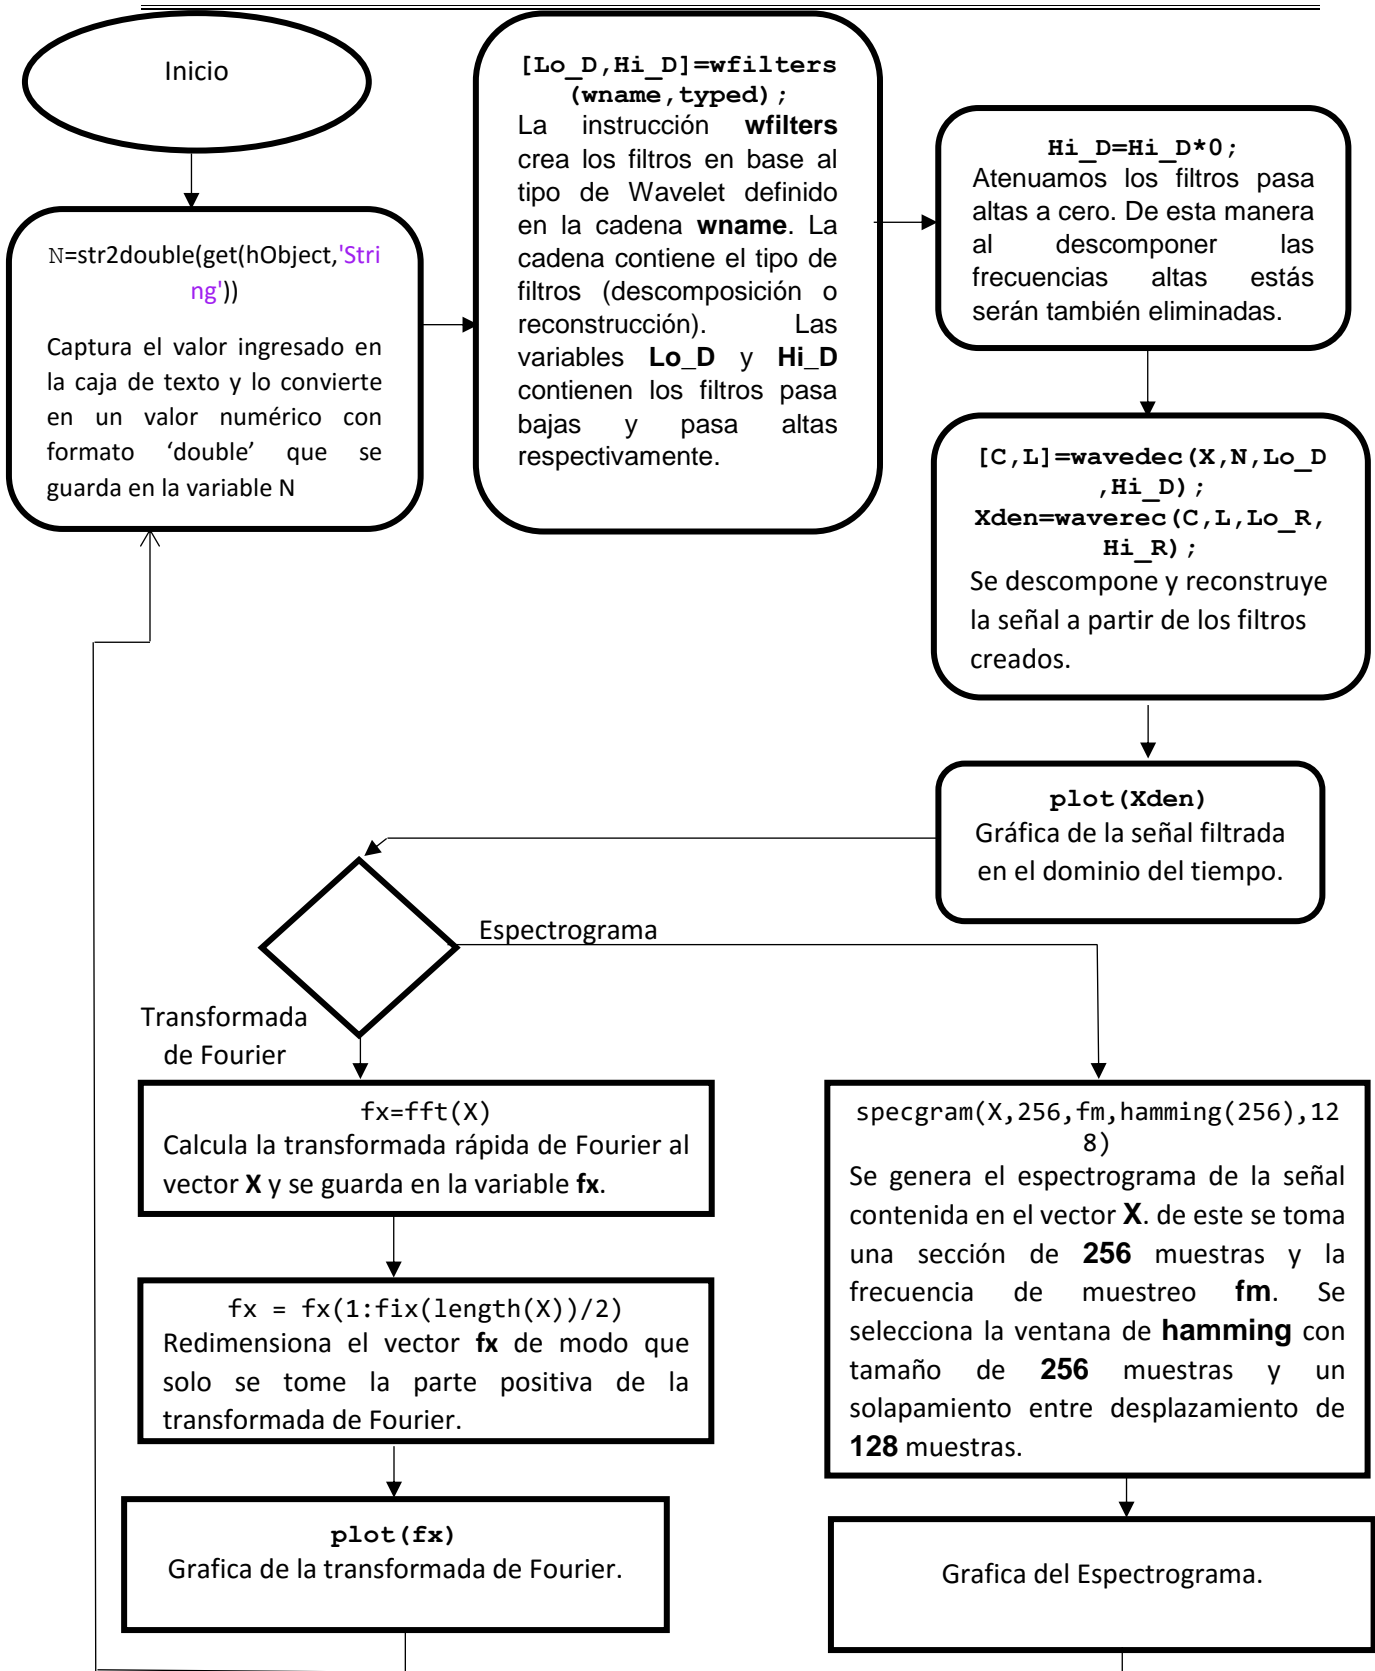 Inicio
N=str2double(get(hObject,'Stri
ng'))
Captura el valor ingresado en
la caja de texto y lo convierte
en un valor numérico con
formato ‘double’ que se
guarda en la variable N
[Lo_D,Hi_D]=wfilters
(wname,typed);
La instrucción wfilters
crea los filtros en base al
tipo de Wavelet definido
en la cadena wname. La
cadena contiene el tipo de
filtros (descomposición o
reconstrucción). Las
variables Lo_D y Hi_D
contienen los filtros pasa
bajas y pasa altas
respectivamente.
Hi_D=Hi_D*0;
Atenuamos los filtros pasa
altas a cero. De esta manera
al descomponer las
frecuencias altas estás
serán también eliminadas.
[C,L]=wavedec(X,N,Lo_D
,Hi_D);
Xden=waverec(C,L,Lo_R,
Hi_R);
Se descompone y reconstruye
la señal a partir de los filtros
creados.
plot(Xden)
Gráfica de la señal filtrada
en el dominio del tiempo.
Espectrograma
Transformada
de Fourier
fx=fft(X)
Calcula la transformada rápida de Fourier al
vector X y se guarda en la variable fx.
fx = fx(1:fix(length(X))/2)
Redimensiona el vector fx de modo que
solo se tome la parte positiva de la
transformada de Fourier.
plot(fx)
Grafica de la transformada de Fourier.
specgram(X,256,fm,hamming(256),12
8)
Se genera el espectrograma de la señal
contenida en el vector X. de este se toma
una sección de 256 muestras y la
frecuencia de muestreo fm. Se
selecciona la ventana de hamming con
tamaño de 256 muestras y un
solapamiento entre desplazamiento de
128 muestras.
Grafica del Espectrograma.